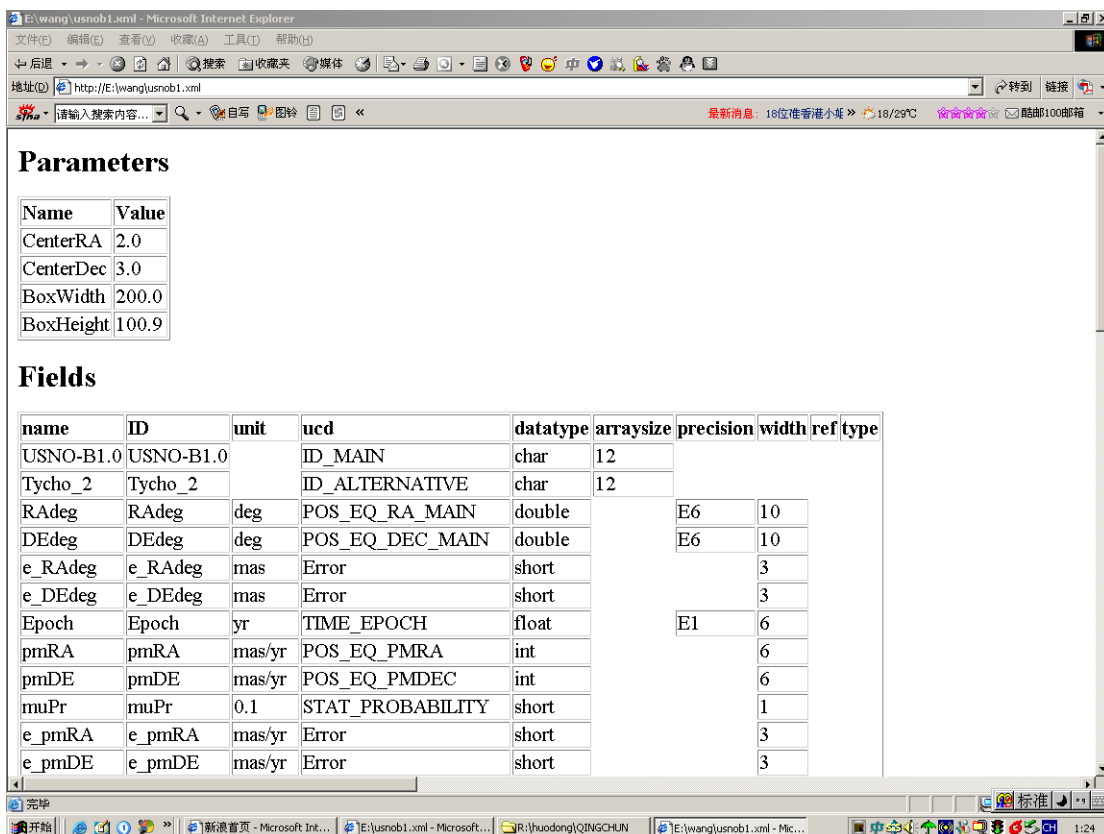 E:\wang\usnob1.xml - Microsoft Internet Explorer
文件(F) 编辑(E) 查看(V) 收藏(A) 工具(T) 帮助(H)
后退 搜索 收藏夹 媒体
地址(D) http://E:\wang\usnob1.xml 转到 链接
sina 请输入搜索内容... 自写 图铃 « 最新消息: 18/29℃ 酷邮100邮箱
Parameters
Name Value
CenterRA 2.0
CenterDec 3.0
BoxWidth 200.0
BoxHeight 100.9
Fields
name ID unit ucd datatype arraysize precision width ref type
USNO-B1.0 USNO-B1.0 ID_MAIN char 12
Tycho_2 Tycho_2 ID_ALTERNATIVE char 12
RAdeg RAdeg deg POS_EQ_RA_MAIN double E6 10
DEdeg DEdeg deg POS_EQ_DEC_MAIN double E6 10
e_RAdeg e_RAdeg mas Error short 3
e_DEdeg e_DEdeg mas Error short 3
Epoch Epoch yr TIME_EPOCH float E1 6
pmRA pmRA mas/yr POS_EQ_PMRA int 6
pmDE pmDE mas/yr POS_EQ_PMDEC int 6
muPr muPr 0.1 STAT_PROBABILITY short 1
e_pmRA e_pmRA mas/yr Error short 3
e_pmDE e_pmDE mas/yr Error short 3
完毕 标准
开始 » 新浪首页 - Microsoft Int... E:\usnob1.xml - Microsoft... R:\huodong\QINGCHUN E:\wang\usnob1.xml - Mic... CH 1:24